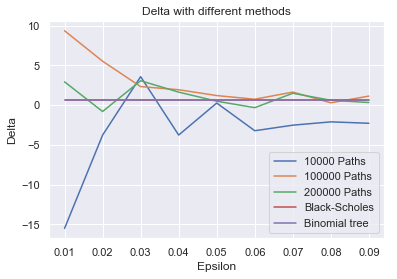 Delta with different methods
Delta
10
5
0
−5
−10
−15
10000 Paths
100000 Paths
200000 Paths
Black-Scholes
Binomial tree
0.01 0.02 0.03 0.04 0.05 0.06 0.07 0.08 0.09
Epsilon